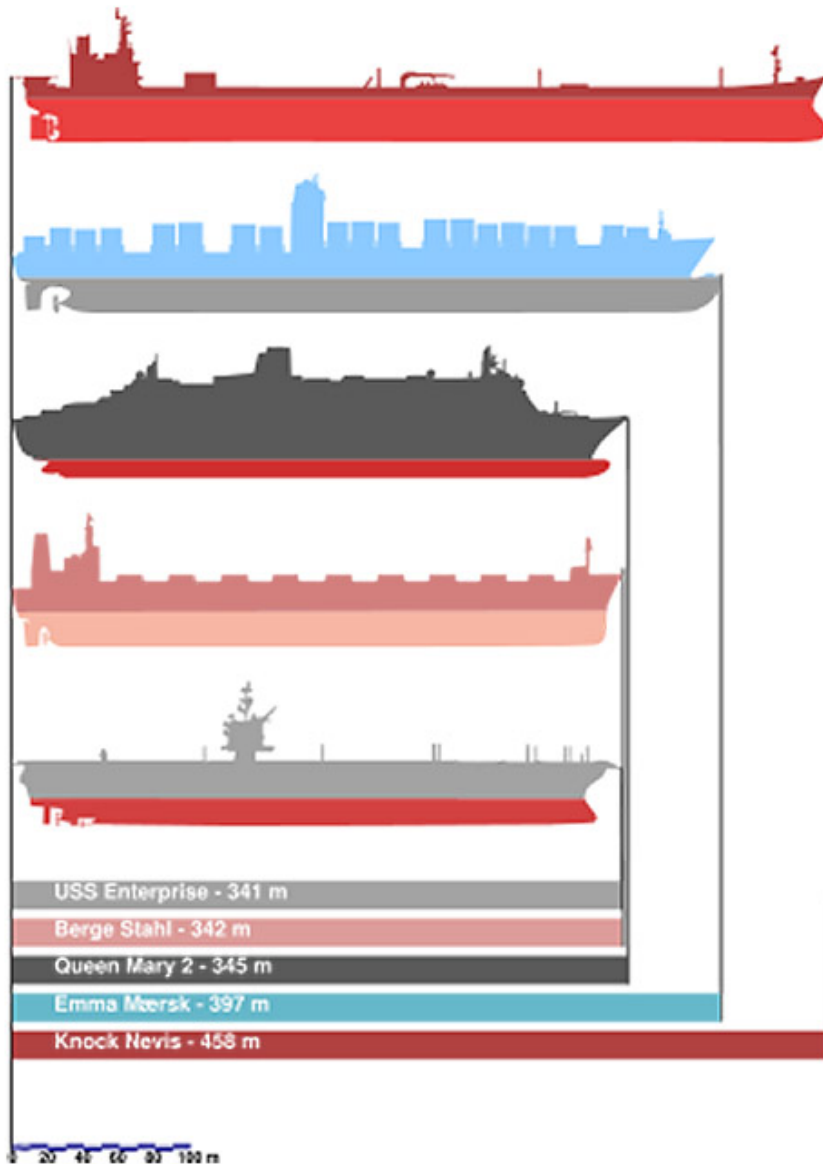 USS Enterprise - 341 m
Berge Stahl - 342 m
Queen Mary 2 - 345 m
Emma Mærsk - 397 m
Knock Nevis - 458 m
0 20 40 60 80 100 m